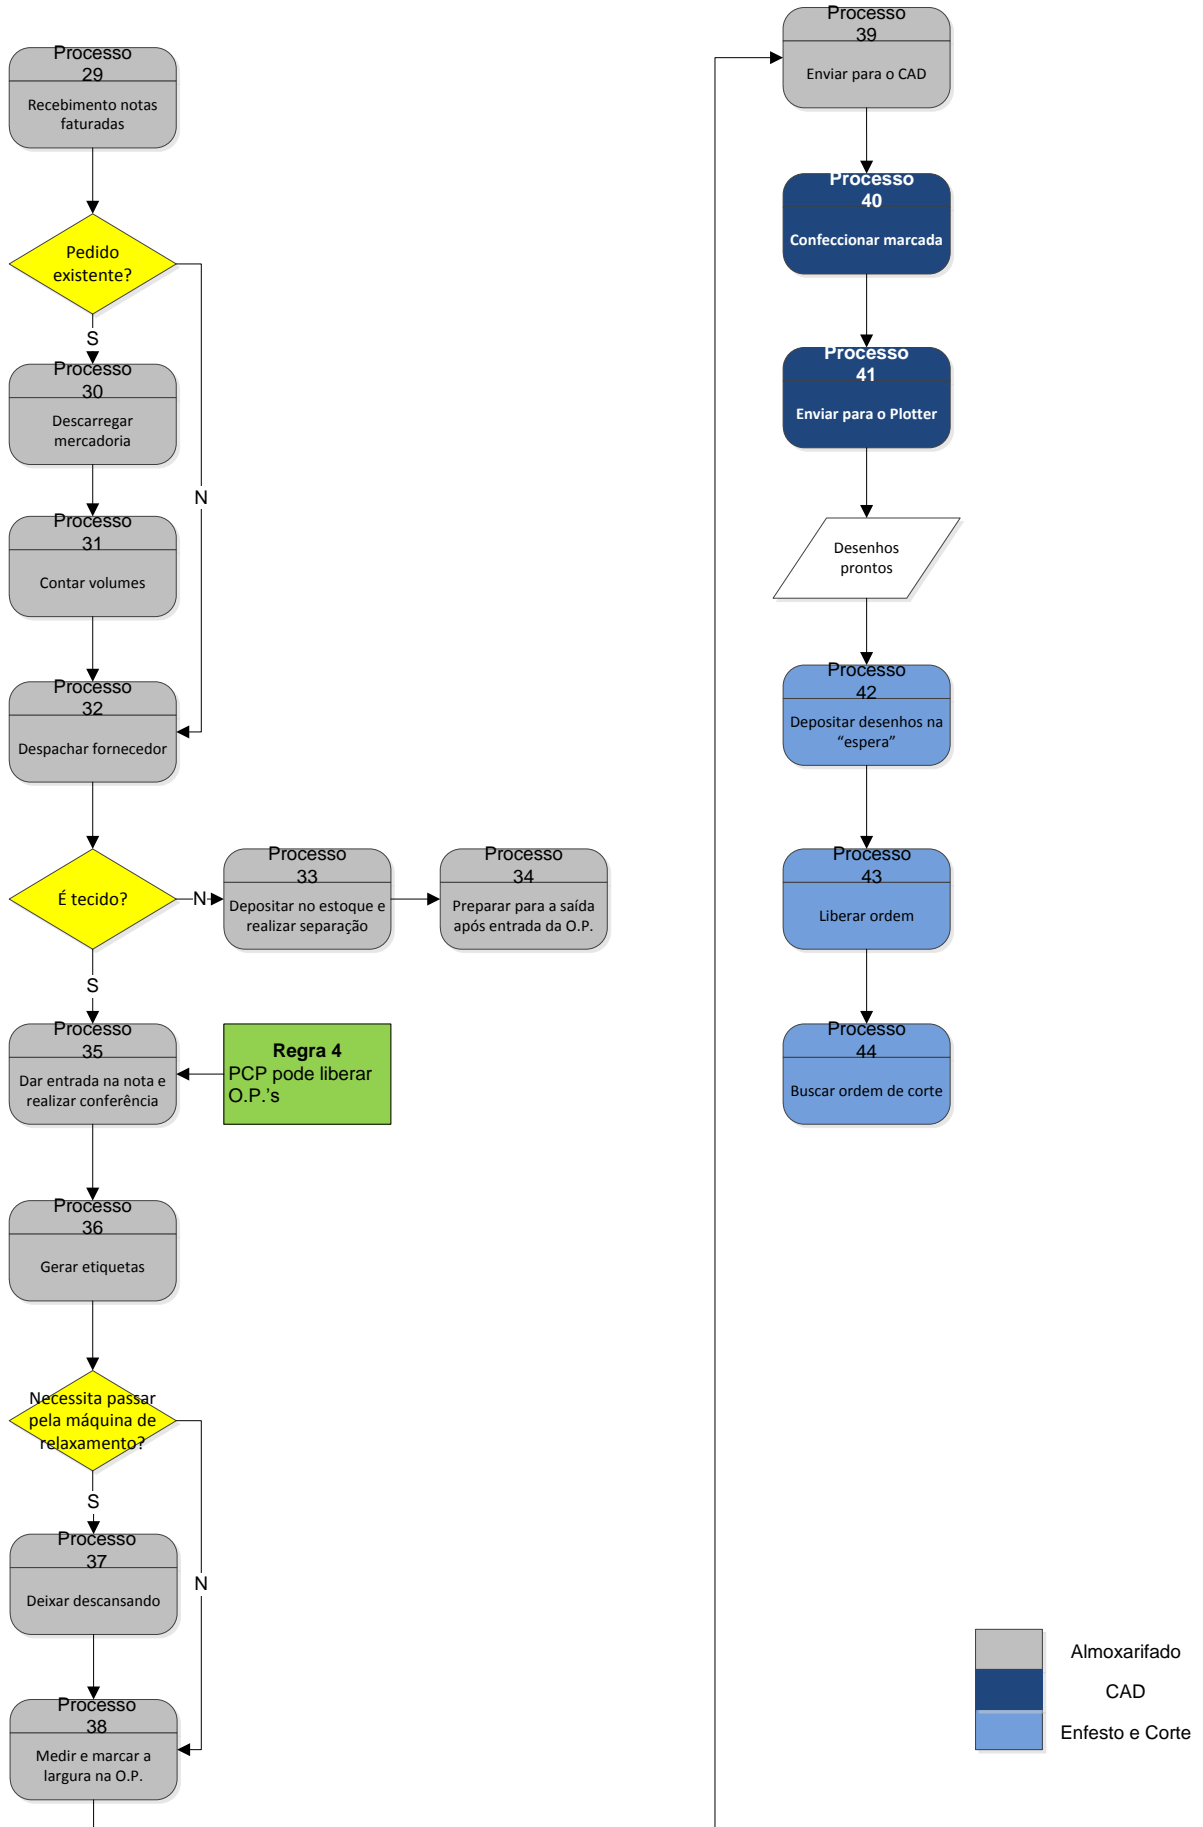 Processo
29
Recebimento notas
faturadas
Pedido
existente?
S
N
Processo
30
Descarregar
mercadoria
Processo
31
Contar volumes
Processo
32
Despachar fornecedor
É tecido?
N
S
Processo
33
Depositar no estoque e
realizar separação
Processo
34
Preparar para a saída
após entrada da O.P.
Processo
35
Dar entrada na nota e
realizar conferência
Regra 4
PCP pode liberar
O.P.’s
Processo
36
Gerar etiquetas
Necessita passar
pela máquina de
relaxamento?
S
N
Processo
37
Deixar descansando
Processo
38
Medir e marcar a
largura na O.P.
Processo
39
Enviar para o CAD
Processo
40
Confeccionar marcada
Processo
41
Enviar para o Plotter
Desenhos
prontos
Processo
42
Depositar desenhos na
“espera”
Processo
43
Liberar ordem
Processo
44
Buscar ordem de corte
Almoxarifado
CAD
Enfesto e Corte